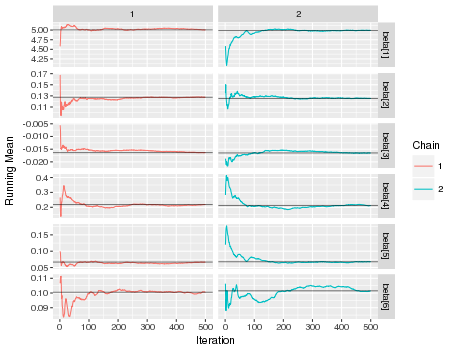 1 2
5.00
4.75
4.50
4.25
beta[1]
0.17
0.15
0.13
0.11
beta[2]
-0.005
-0.010
-0.015
-0.020
beta[3]
0.4
0.3
0.2
beta[4]
0.15
0.10
0.05
beta[5]
0.11
0.10
0.09
beta[6]
0 100 200 300 400 500 0 100 200 300 400 500
Iteration
Running Mean
Chain
1
2